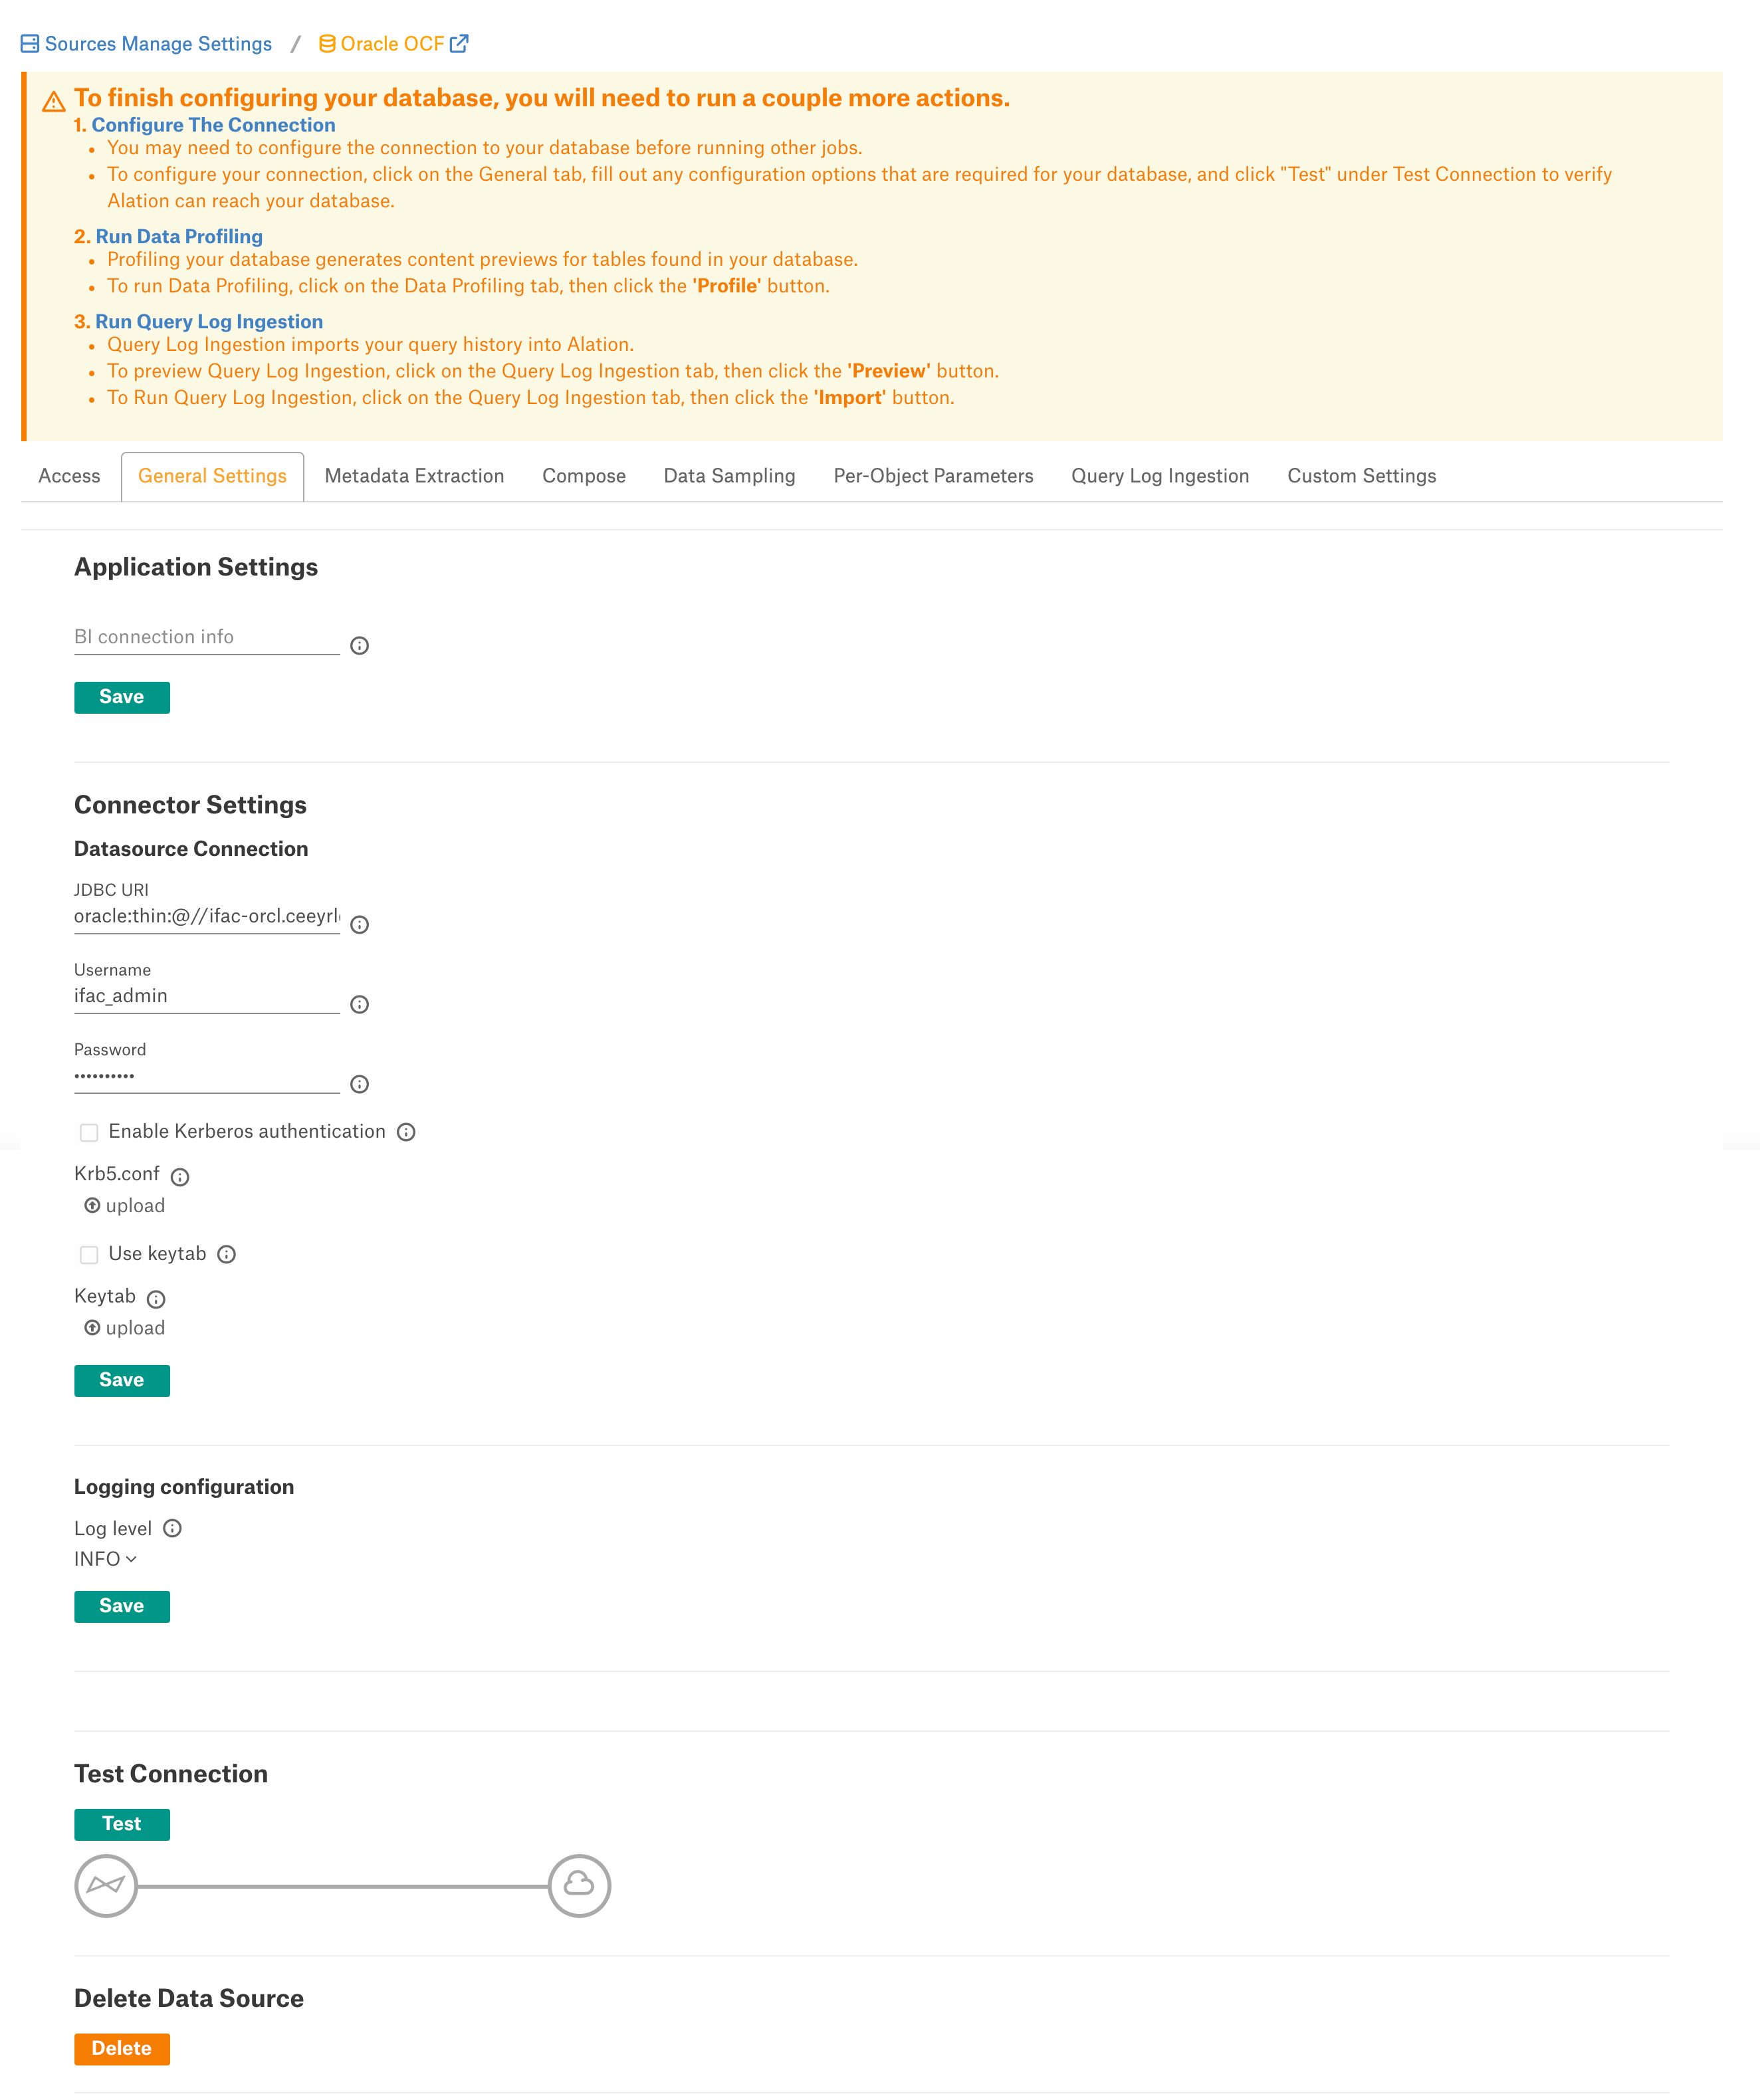 Sources Manage Settings / Oracle OCF
To finish configuring your database, you will need to run a couple more actions.
1. Configure The Connection
• You may need to configure the connection to your database before running other jobs.
• To configure your connection, click on the General tab, fill out any configuration options that are required for your database, and click "Test" under Test Connection to verify
Alation can reach your database.
2. Run Data Profiling
• Profiling your database generates content previews for tables found in your database.
• To run Data Profiling, click on the Data Profiling tab, then click the 'Profile' button.
3. Run Query Log Ingestion
• Query Log Ingestion imports your query history into Alation.
• To preview Query Log Ingestion, click on the Query Log Ingestion tab, then click the 'Preview' button.
• To Run Query Log Ingestion, click on the Query Log Ingestion tab, then click the 'Import' button.
Access General Settings Metadata Extraction Compose Data Sampling Per-Object Parameters Query Log Ingestion Custom Settings
Application Settings
BI connection info
Save
Connector Settings
Datasource Connection
JDBC URI
oracle:thin:@//ifac-orcl.ceeyrl
Username
ifac_admin
Password
••••••••••
Enable Kerberos authentication
Krb5.conf
upload
Use keytab
Keytab
upload
Save
Logging configuration
Log level
INFO
Save
Test Connection
Test
Delete Data Source
Delete